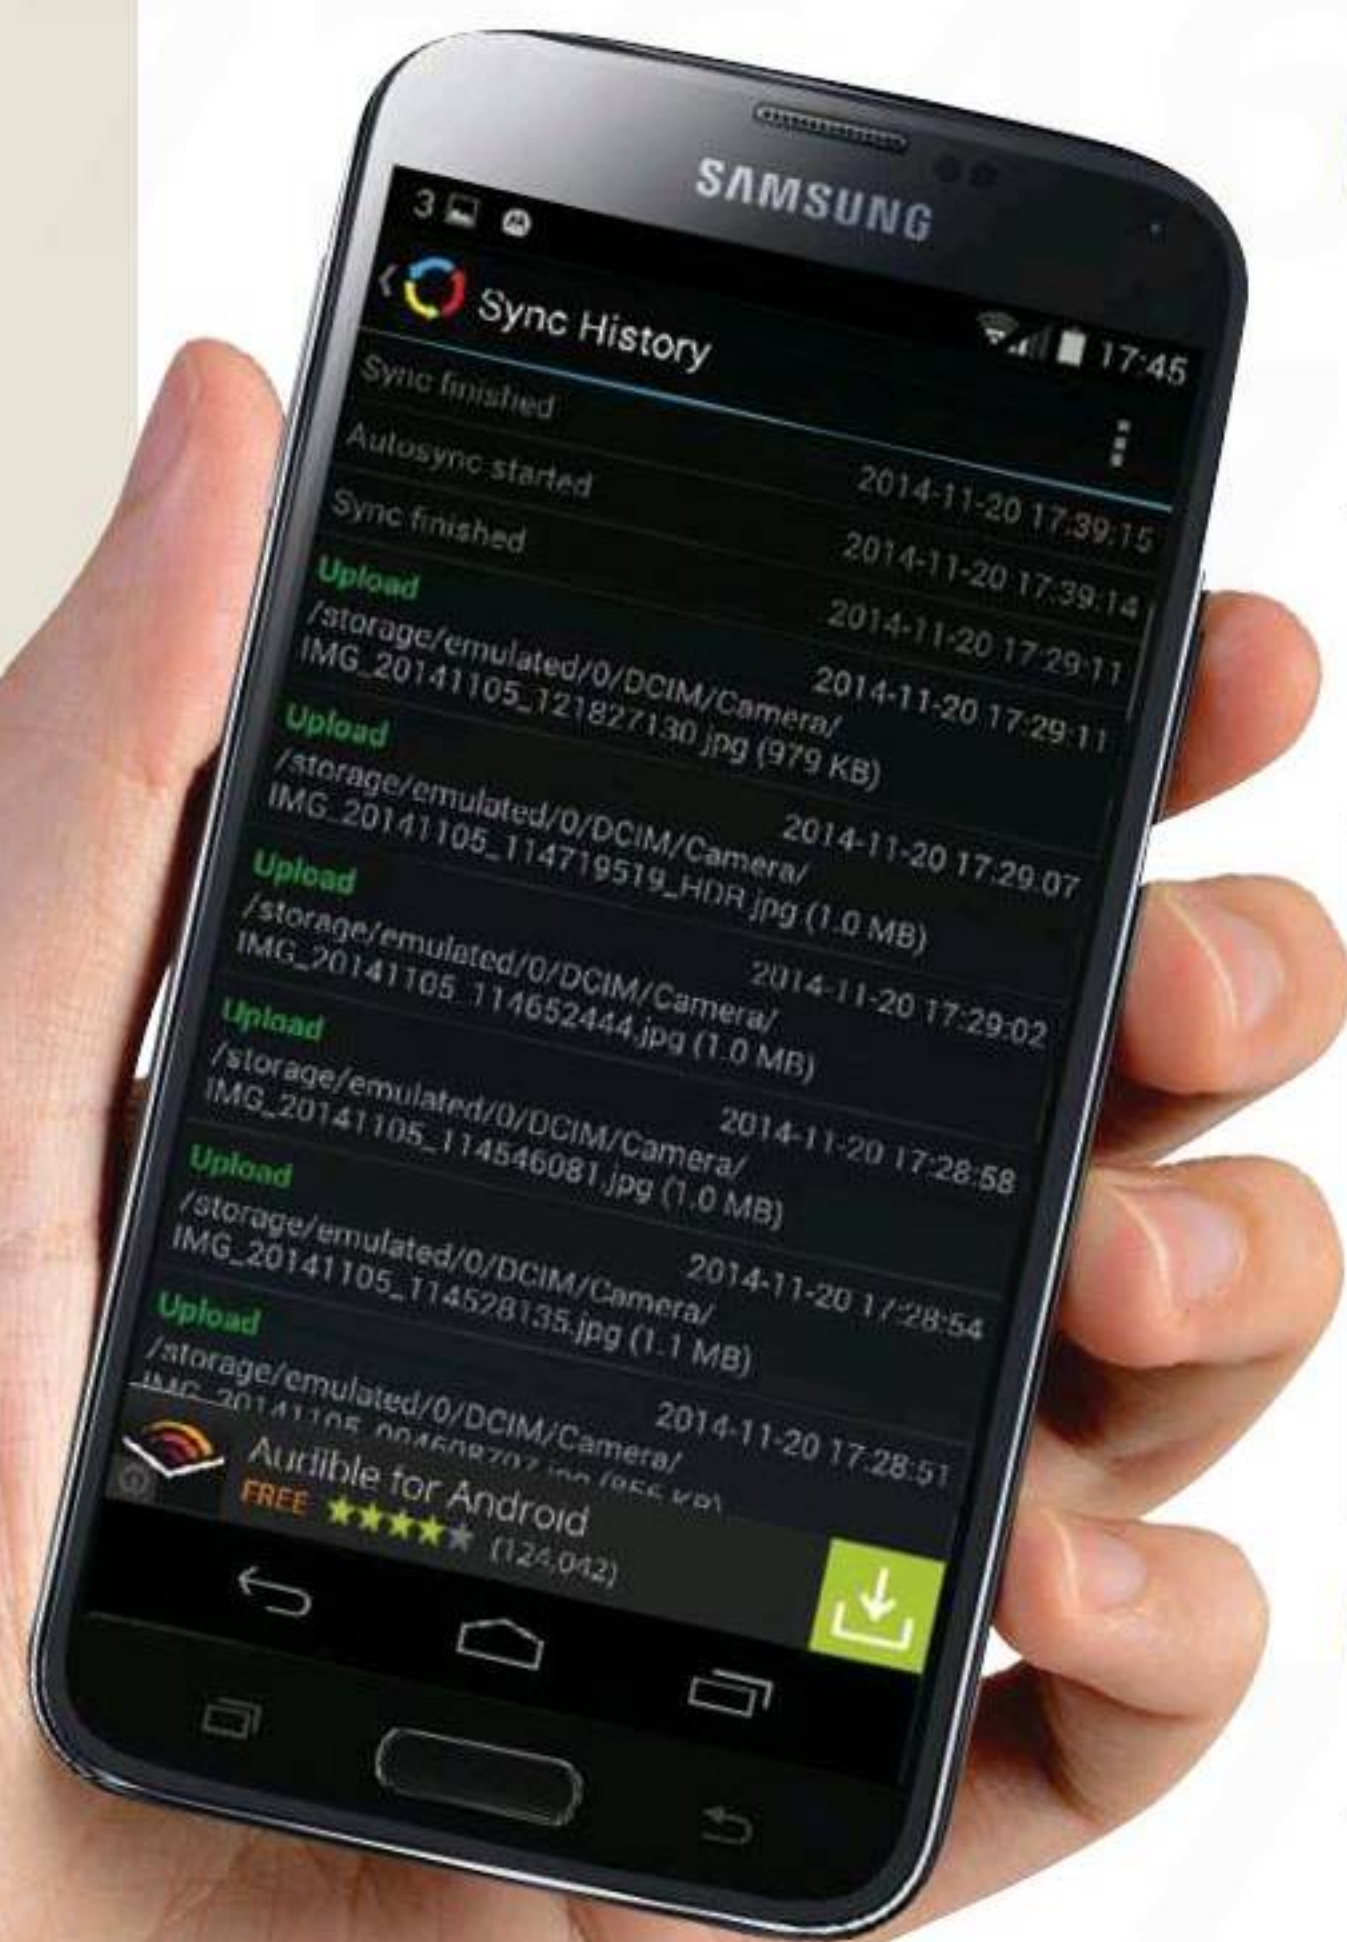 SAMSUNG
3
17:45
Sync History
Sync finished 2014-11-20 17:39:15
Autosync started 2014-11-20 17:39:14
Sync finished 2014-11-20 17:29:11
Upload 2014-11-20 17:29:11
/storage/emulated/0/DCIM/Camera/
IMG_20141105_121827130.jpg (979 KB)
Upload 2014-11-20 17:29:07
/storage/emulated/0/DCIM/Camera/
IMG_20141105_114719519_HDR.jpg (1.0 MB)
Upload 2014-11-20 17:29:02
/storage/emulated/0/DCIM/Camera/
IMG_20141105_114652444.jpg (1.0 MB)
Upload 2014-11-20 17:28:58
/storage/emulated/0/DCIM/Camera/
IMG_20141105_114546081.jpg (1.0 MB)
Upload 2014-11-20 17:28:54
/storage/emulated/0/DCIM/Camera/
IMG_20141105_114528135.jpg (1.1 MB)
Upload 2014-11-20 17:28:51
/storage/emulated/0/DCIM/Camera/
Audible for Android
FREE (124,042)